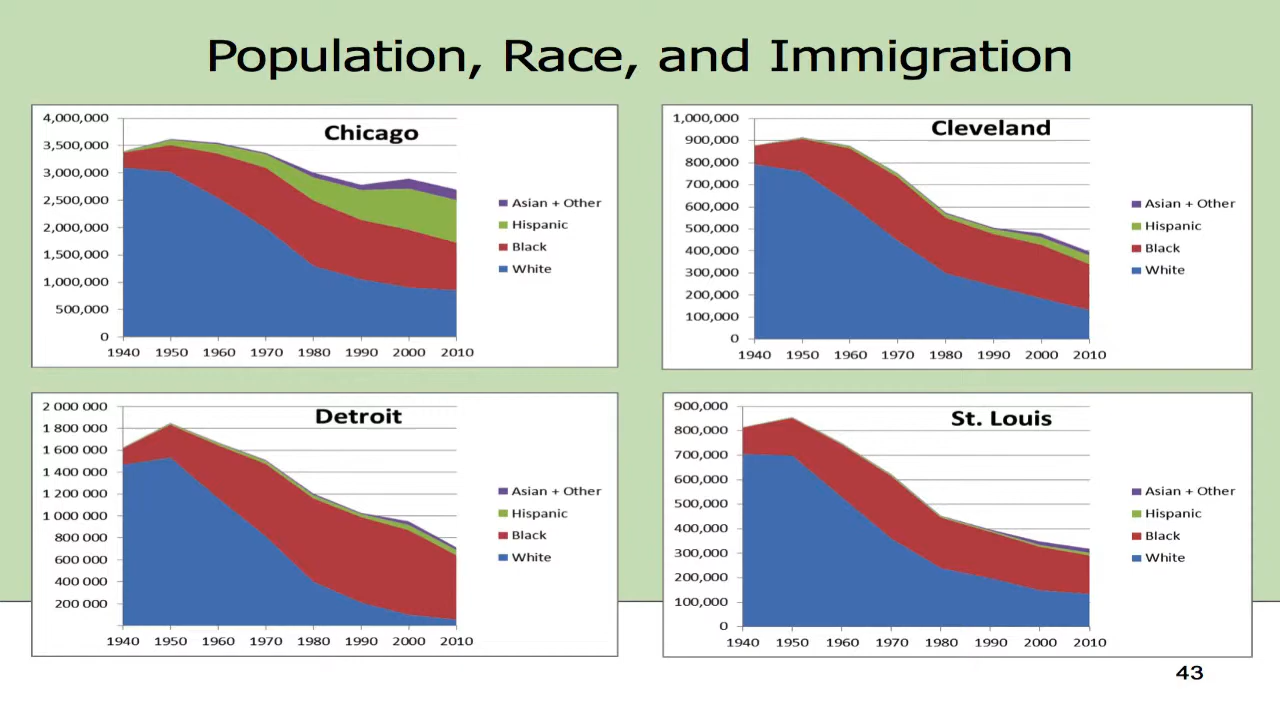 Population, Race, and Immigration
Chicago
4,000,000
3,500,000
3,000,000
2,500,000
2,000,000
1,500,000
1,000,000
500,000
0
1940 1950 1960 1970 1980 1990 2000 2010
Asian + Other
Hispanic
Black
White
Cleveland
1,000,000
900,000
800,000
700,000
600,000
500,000
400,000
300,000
200,000
100,000
0
1940 1950 1960 1970 1980 1990 2000 2010
Asian + Other
Hispanic
Black
White
Detroit
2 000 000
1 800 000
1 600 000
1 400 000
1 200 000
1 000 000
800 000
600 000
400 000
200 000
1940 1950 1960 1970 1980 1990 2000 2010
Asian + Other
Hispanic
Black
White
St. Louis
900,000
800,000
700,000
600,000
500,000
400,000
300,000
200,000
100,000
0
1940 1950 1960 1970 1980 1990 2000 2010
Asian + Other
Hispanic
Black
White
43